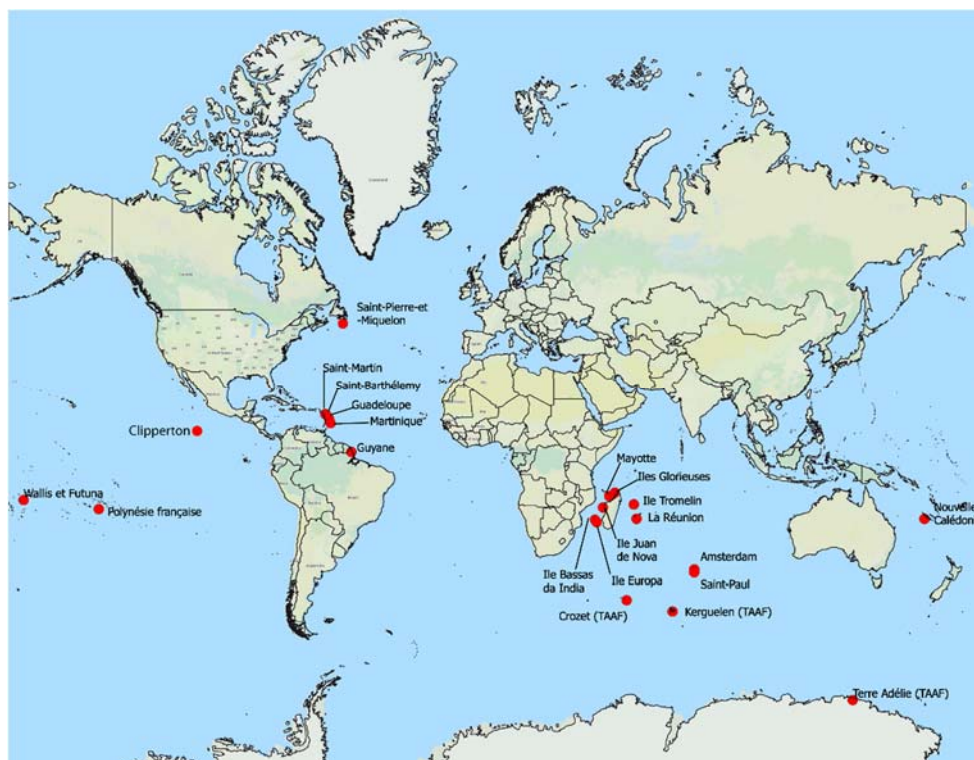 Saint-Pierre-et
-Miquelon
Saint-Martin
Saint-Barthélemy
Guadeloupe
Martinique
Clipperton
Guyane
Mayotte
Iles Glorieuses
Wallis et Futuna
Polynésie française
Ile Tromelin
La Réunion
Nouvelle
Calédon
Ile Juan
de Nova
Ile Bassas
da India
Ile Europa
Amsterdam
Saint-Paul
Crozet (TAAF)
Kerguelen (TAAF)
Terre Adélie (TAAF)